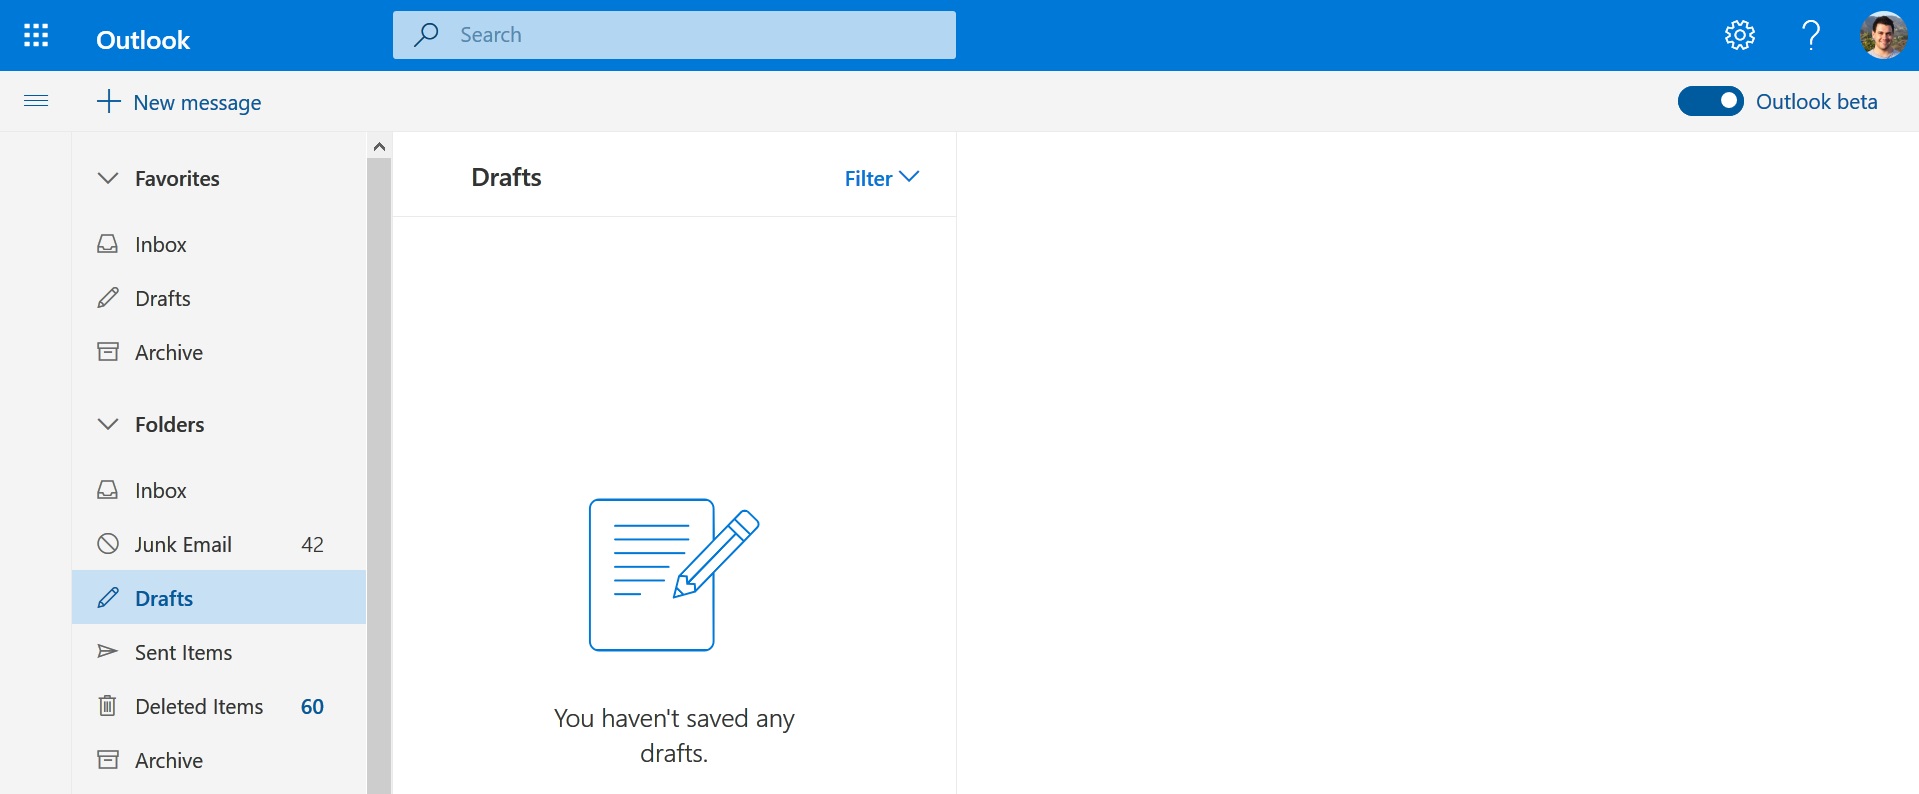 Outlook
Search
New message
Outlook beta
Favorites
Inbox
Drafts
Archive
Folders
Inbox
Junk Email 42
Drafts
Sent Items
Deleted Items 60
Archive
Drafts
Filter
You haven't saved any
drafts.